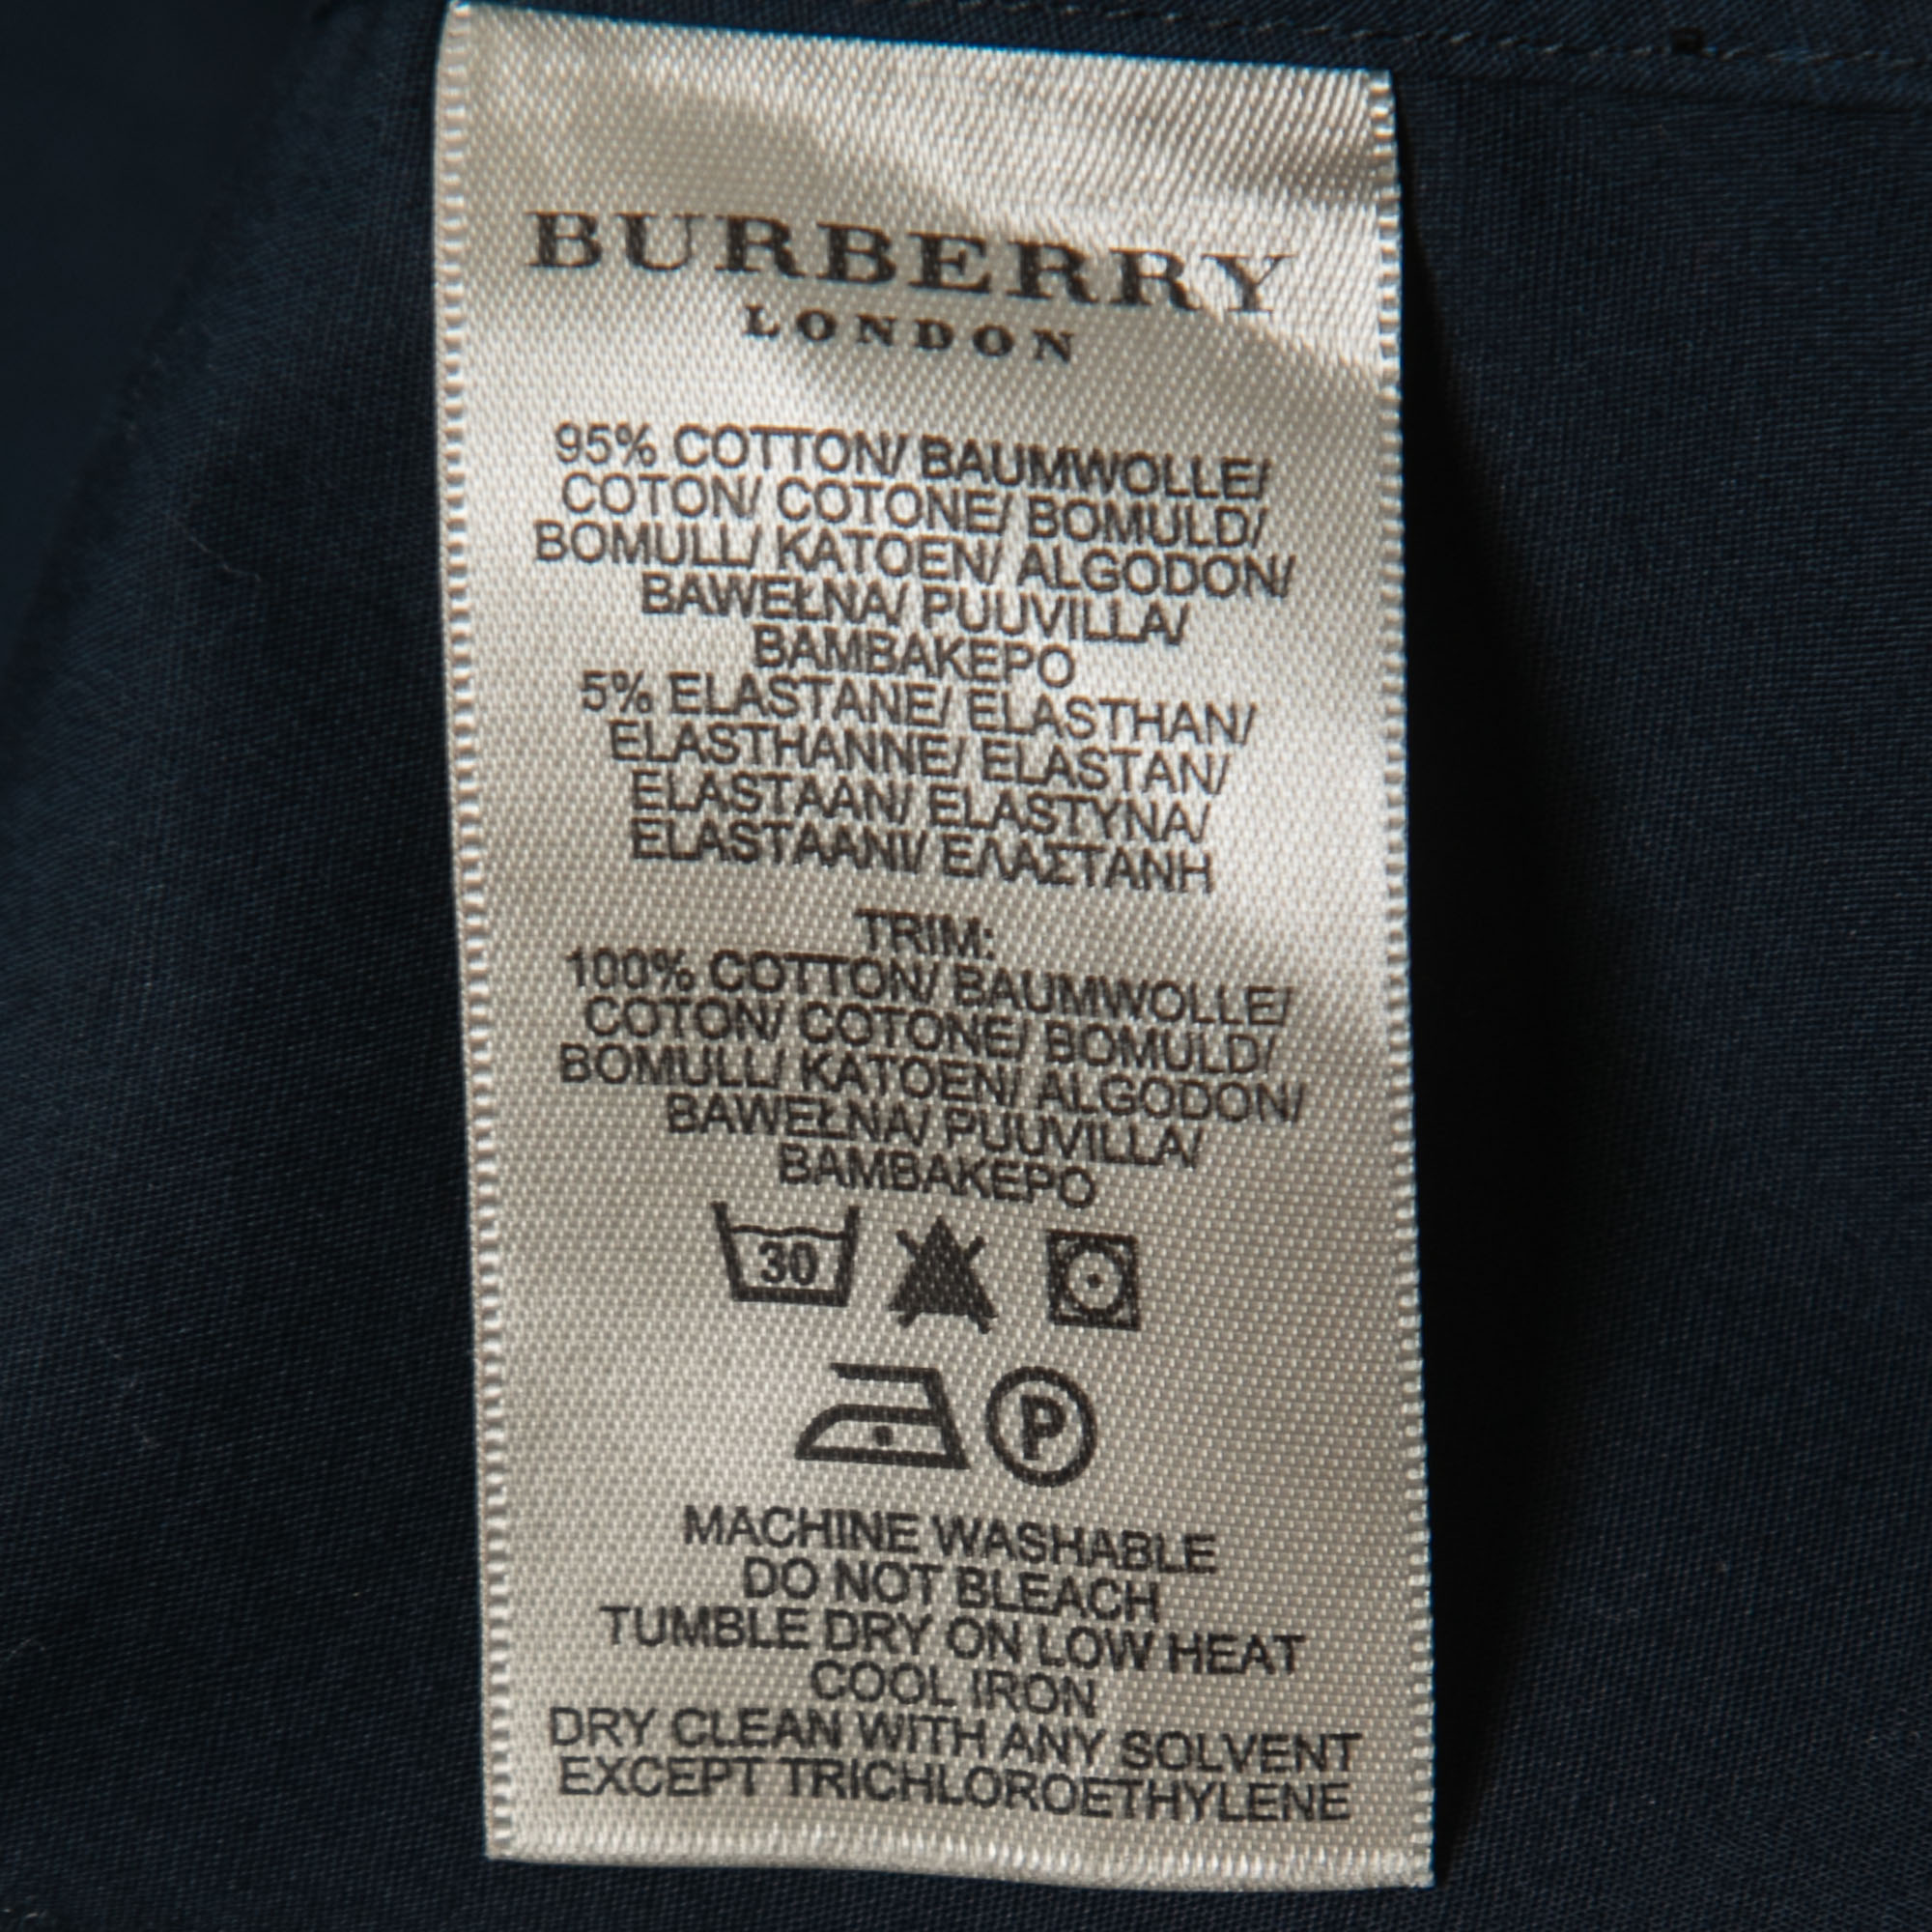 BURBERRY
LONDON
95% COTTON/ BAUMWOLLE/
COTON/ COTONE/ BOMULD/
BOMULL/ KATOEN/ ALGODON/
BAWEŁNA/ PUUVILLA/
BAMBAKEPO
5% ELASTANE/ ELASTHAN/
ELASTHANNE/ ELASTAN/
ELASTAAN/ ELASTYNA/
ELASTAANI/ ΕΛΑΣΤΑΝΗ
TRIM:
100% COTTON/ BAUMWOLLE/
COTON/ COTONE/ BOMULD/
BOMULL/ KATOEN/ ALGODON/
BAWEŁNA/ PUUVILLA/
BAMBAKEPO
30
P
MACHINE WASHABLE
DO NOT BLEACH
TUMBLE DRY ON LOW HEAT
COOL IRON
DRY CLEAN WITH ANY SOLVENT
EXCEPT TRICHLOROETHYLENE